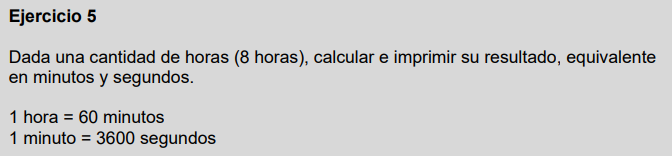 Ejercicio 5
Dada una cantidad de horas (8 horas), calcular e imprimir su resultado, equivalente
en minutos y segundos.
1 hora = 60 minutos
1 minuto = 3600 segundos